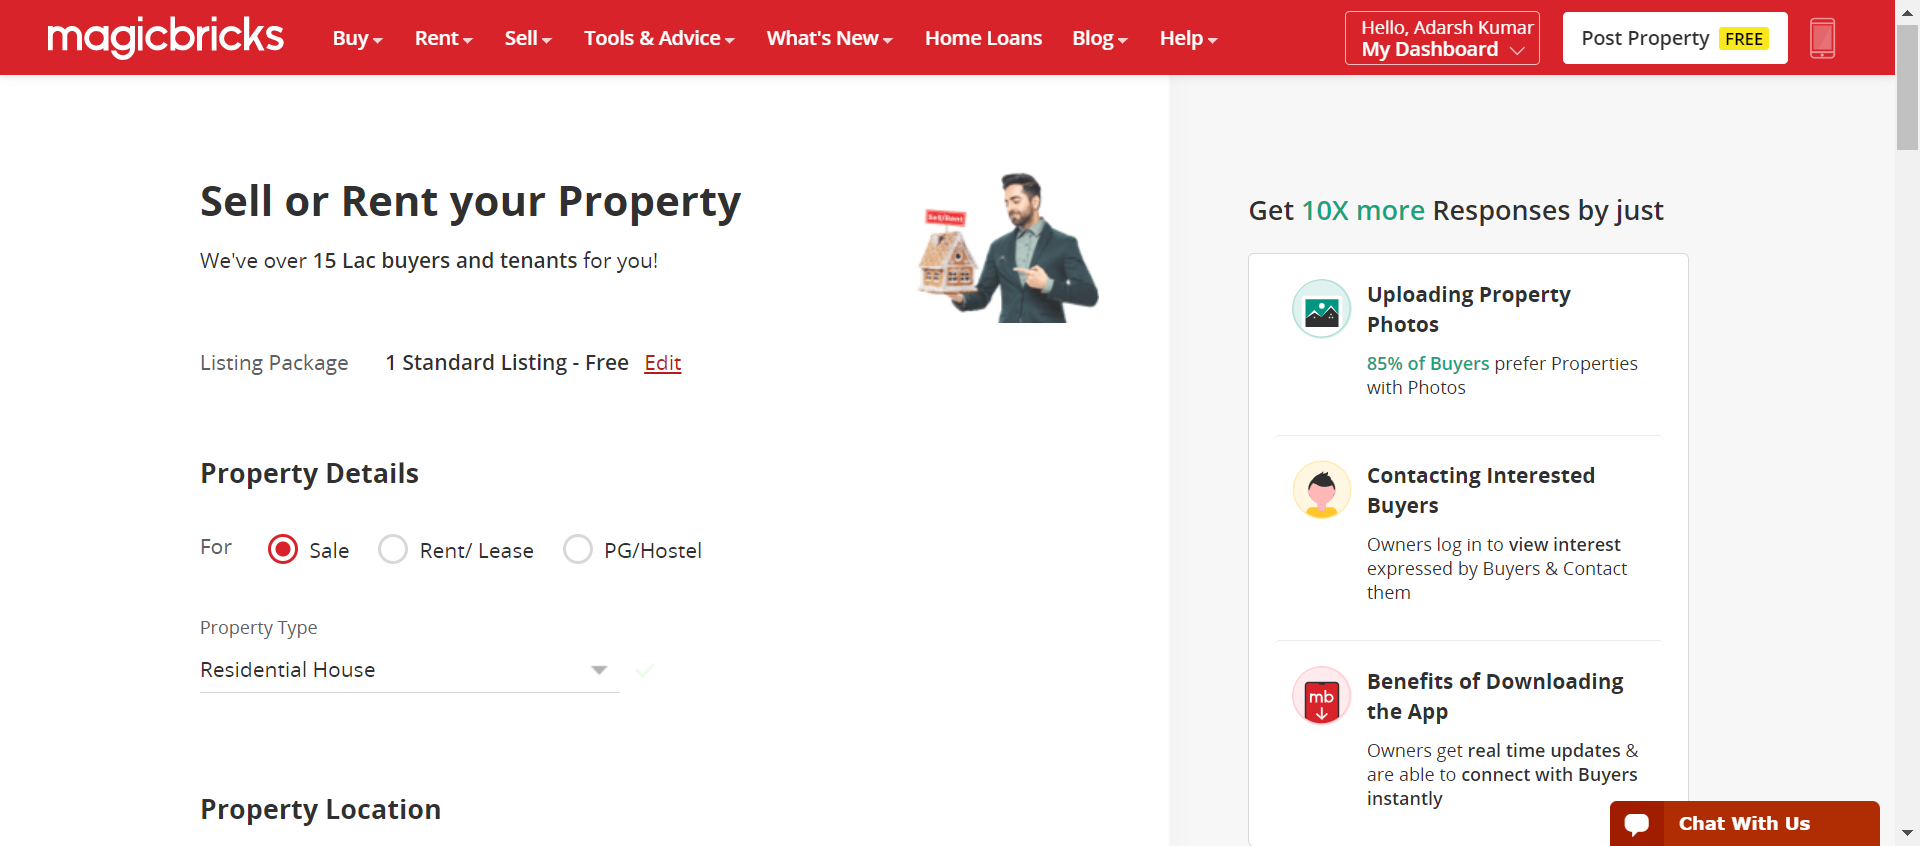 magicbricks
Buy Rent Sell Tools & Advice What's New Home Loans Blog Help
Hello, Adarsh Kumar
My Dashboard
Post Property FREE
Sell or Rent your Property
We've over 15 Lac buyers and tenants for you!
Sell/Rent
Listing Package 1 Standard Listing - Free Edit
Property Details
For Sale Rent/ Lease PG/Hostel
Property Type
Residential House
Property Location
Get 10X more Responses by just
Uploading Property
Photos
85% of Buyers prefer Properties
with Photos
Contacting Interested
Buyers
Owners log in to view interest
expressed by Buyers & Contact
them
mb
Benefits of Downloading
the App
Owners get real time updates &
are able to connect with Buyers
instantly
Chat With Us